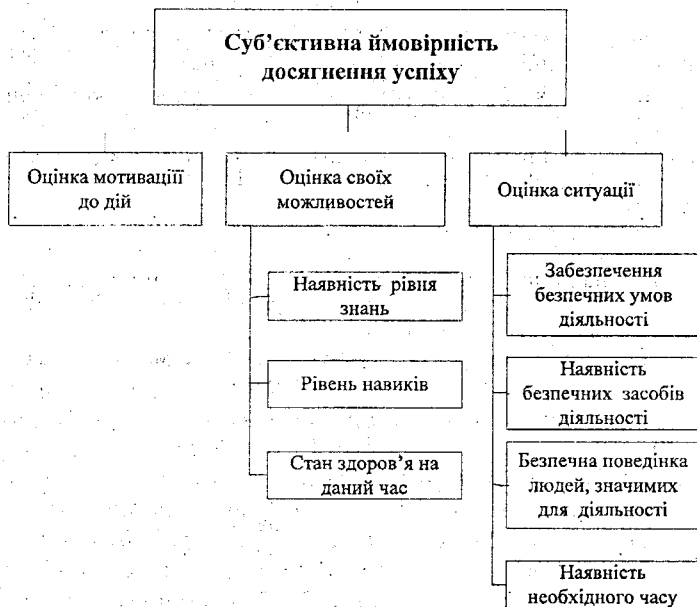 Суб’єктивна ймовірність
досягнення успіху
Оцінка мотиваціїї
до дій
Оцінка своїх
можливостей
Оцінка ситуації
Наявність рівня
знань
Рівень навиків
Стан здоров’я на
даний час
Забезпечення
безпечних умов
діяльності
Наявність
безпечних засобів
діяльності
Безпечна поведінка
людей, значимих
для діяльності
Наявність
необхідного часу